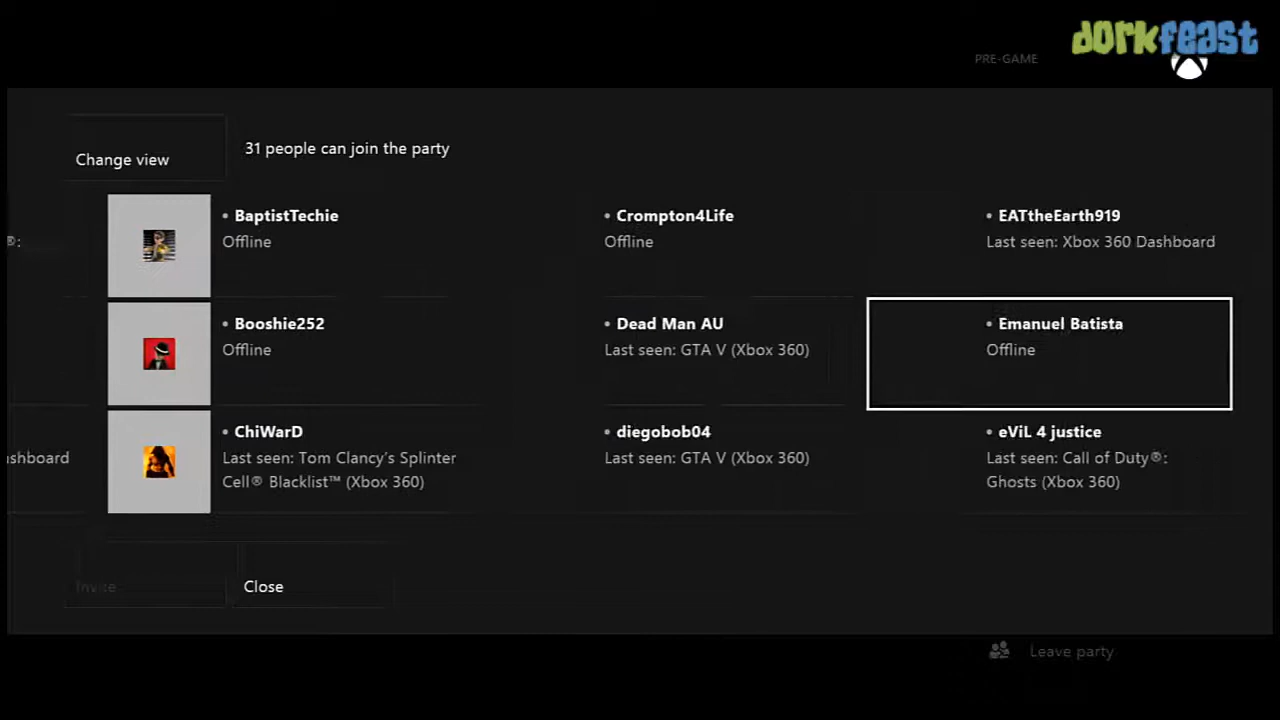 dorkfeast
PRE-GAME
Change view
31 people can join the party
®:
• BaptistTechie
Offline
• Crompton4Life
Offline
• EATtheEarth919
Last seen: Xbox 360 Dashboard
• Booshie252
Offline
• Dead Man AU
Last seen: GTA V (Xbox 360)
• Emanuel Batista
Offline
shboard
• ChiWarD
Last seen: Tom Clancy's Splinter
Cell® Blacklist™ (Xbox 360)
• diegobob04
Last seen: GTA V (Xbox 360)
• eViL 4 justice
Last seen: Call of Duty®:
Ghosts (Xbox 360)
Invite
Close
Leave party